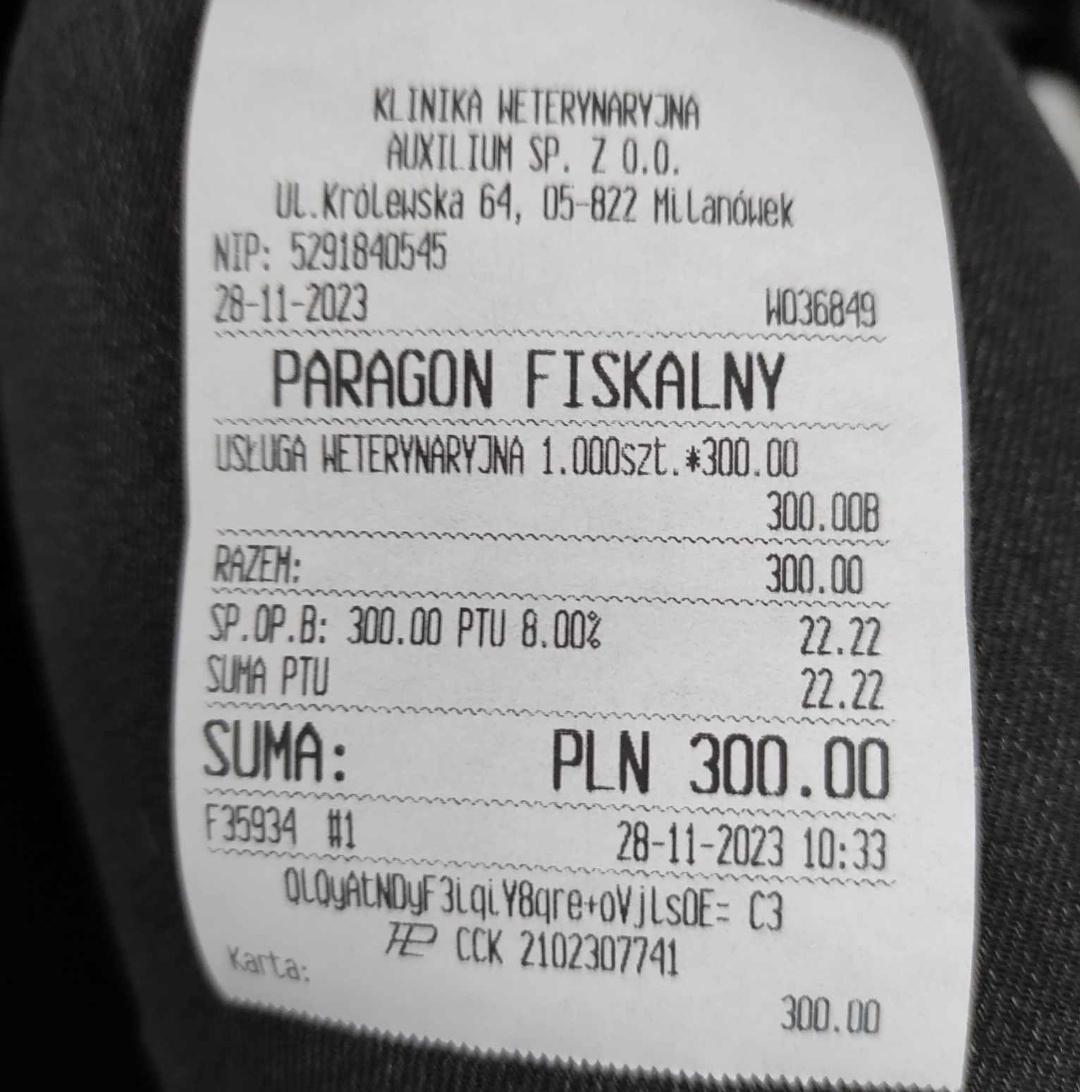 KLINIKA WETERYNARYJNA
AUXILIUM SP. Z O.O.
UL.Królewska 64, 05-822 Milanówek
NIP: 5291840545
28-11-2023 W036849
PARAGON FISKALNY
USŁUGA WETERYNARYJNA 1.000szt.*300.00
300.00B
RAZEM: 300.00
SP.OP.B: 300.00 PTU 8.00% 22.22
SUMA PTU 22.22
SUMA: PLN 300.00
F35934 #1 28-11-2023 10:33
QLQyAtNDyF3iqiY8qre+oVjlsOE= C3
CCK 2102307741
Karta:
300.00